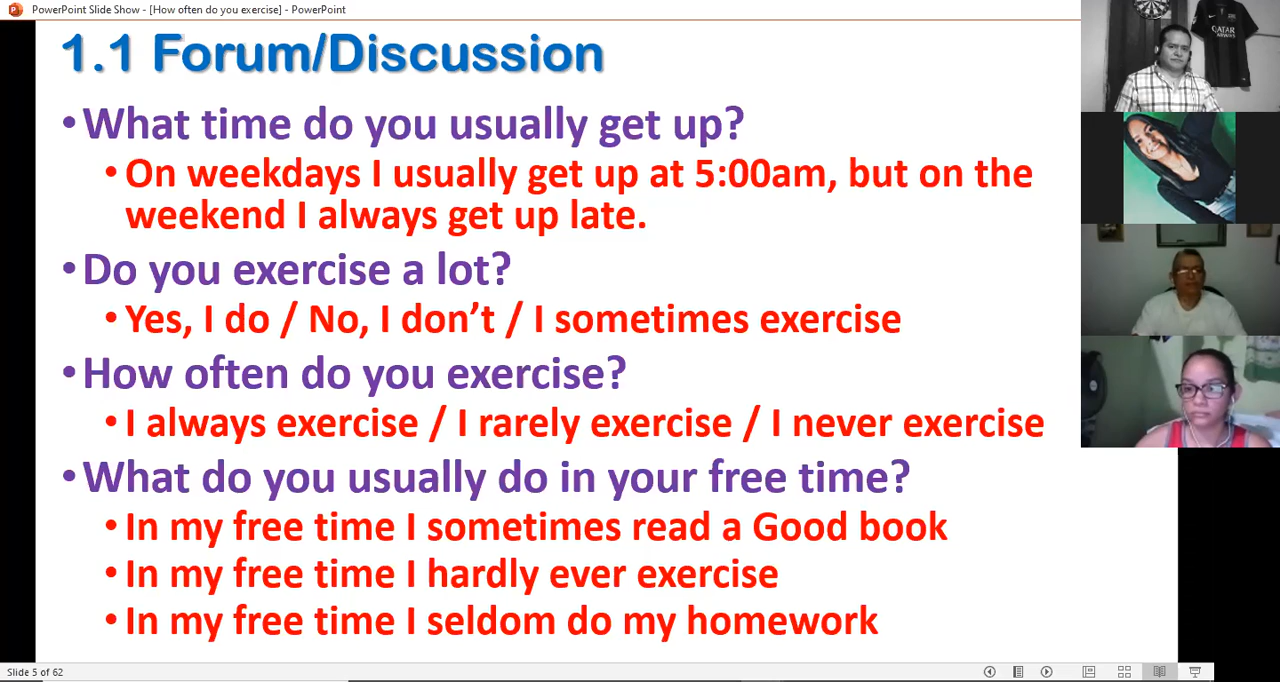 PowerPoint Slide Show - [How often do you exercise] - PowerPoint
1.1 Forum/Discussion
• What time do you usually get up?
• On weekdays I usually get up at 5:00am, but on the
weekend I always get up late.
• Do you exercise a lot?
• Yes, I do / No, I don’t / I sometimes exercise
• How often do you exercise?
• I always exercise / I rarely exercise / I never exercise
• What do you usually do in your free time?
• In my free time I sometimes read a Good book
• In my free time I hardly ever exercise
• In my free time I seldom do my homework
QATAR
AIRWAYS
Slide 5 of 62